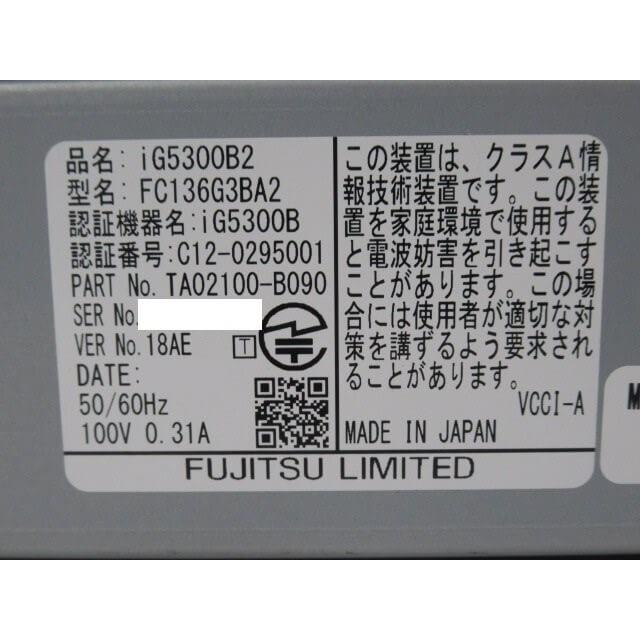 品名: iG5300B2
型名: FC136G3BA2
認証機器名: iG5300B
認証番号: C12-0295001
PART No. TA02100-B090
SER No.
VER No. 18AE T
DATE:
50/60Hz
100V 0.31A
この装置は、クラスA情
報技術装置です。この装
置を家庭環境で使用する
と電波妨害を引き起こす
ことがあります。この場
合には使用者が適切な対
策を講ずるよう要求され
ることがあります。
VCCI-A
MADE IN JAPAN
FUJITSU LIMITED
M